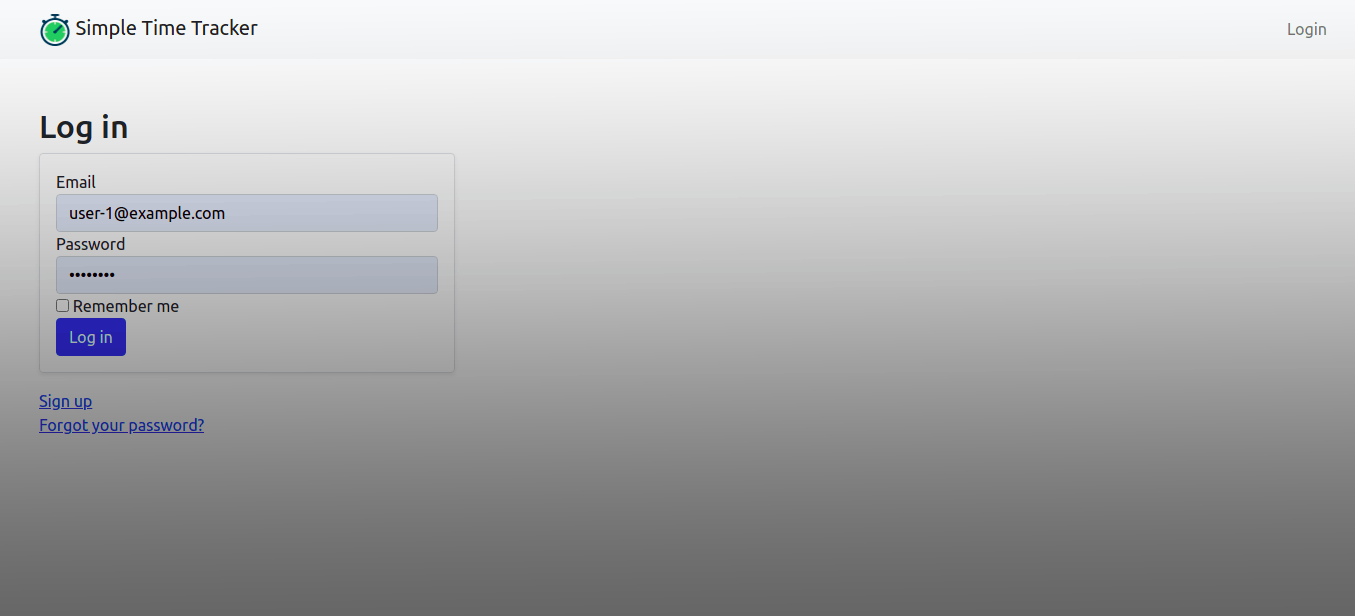 Simple Time Tracker
Login
Log in
Email
user-1@example.com
Password
••••••••
Remember me
Log in
Sign up
Forgot your password?